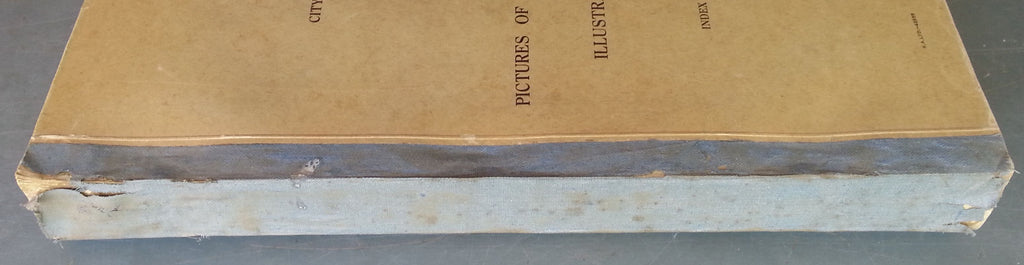 CITY
PICTURES OF
ILLUSTR
INDEX